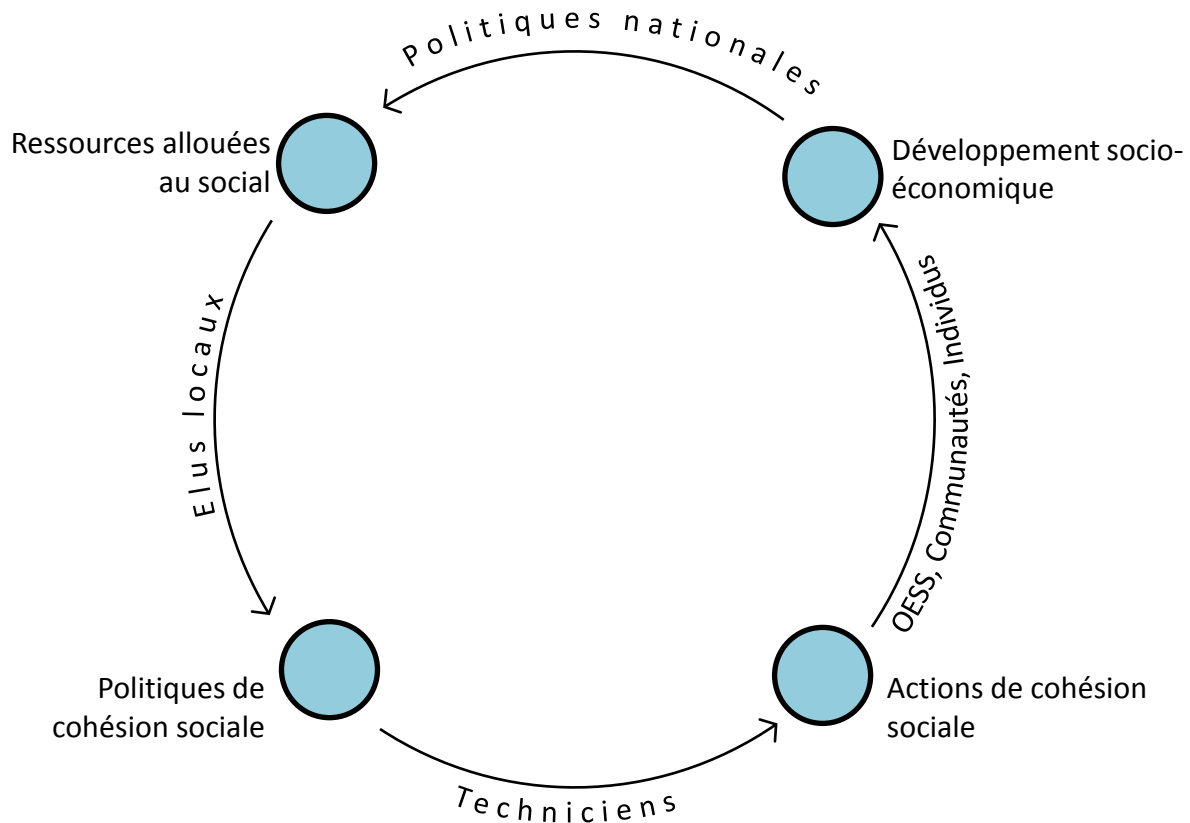 Politiques nationales
Ressources allouées
au social
Développement socio-
économique
Elus locaux
OESS, Communautés, Individus
Politiques de
cohésion sociale
Actions de cohésion
sociale
Techniciens